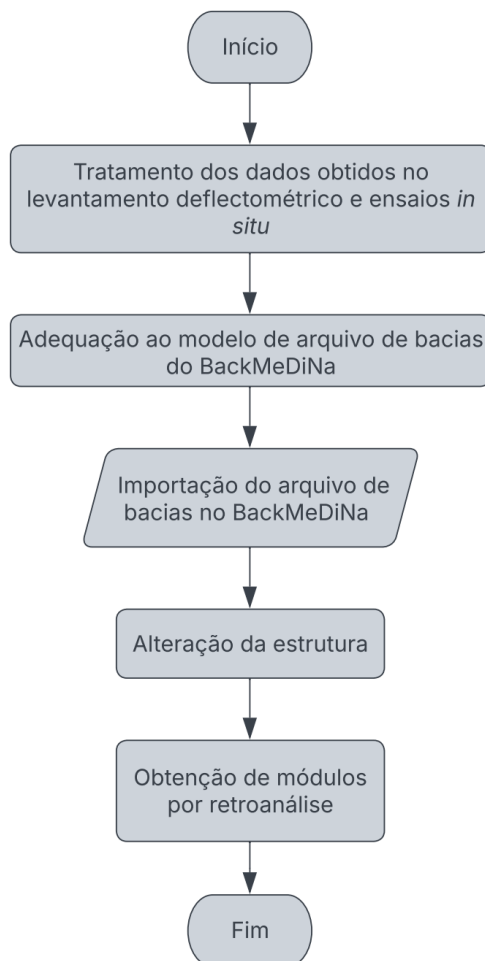 Início
Tratamento dos dados obtidos no
levantamento deflectométrico e ensaios in
situ
Adequação ao modelo de arquivo de bacias
do BackMeDiNa
Importação do arquivo de
bacias no BackMeDiNa
Alteração da estrutura
Obtenção de módulos
por retroanálise
Fim